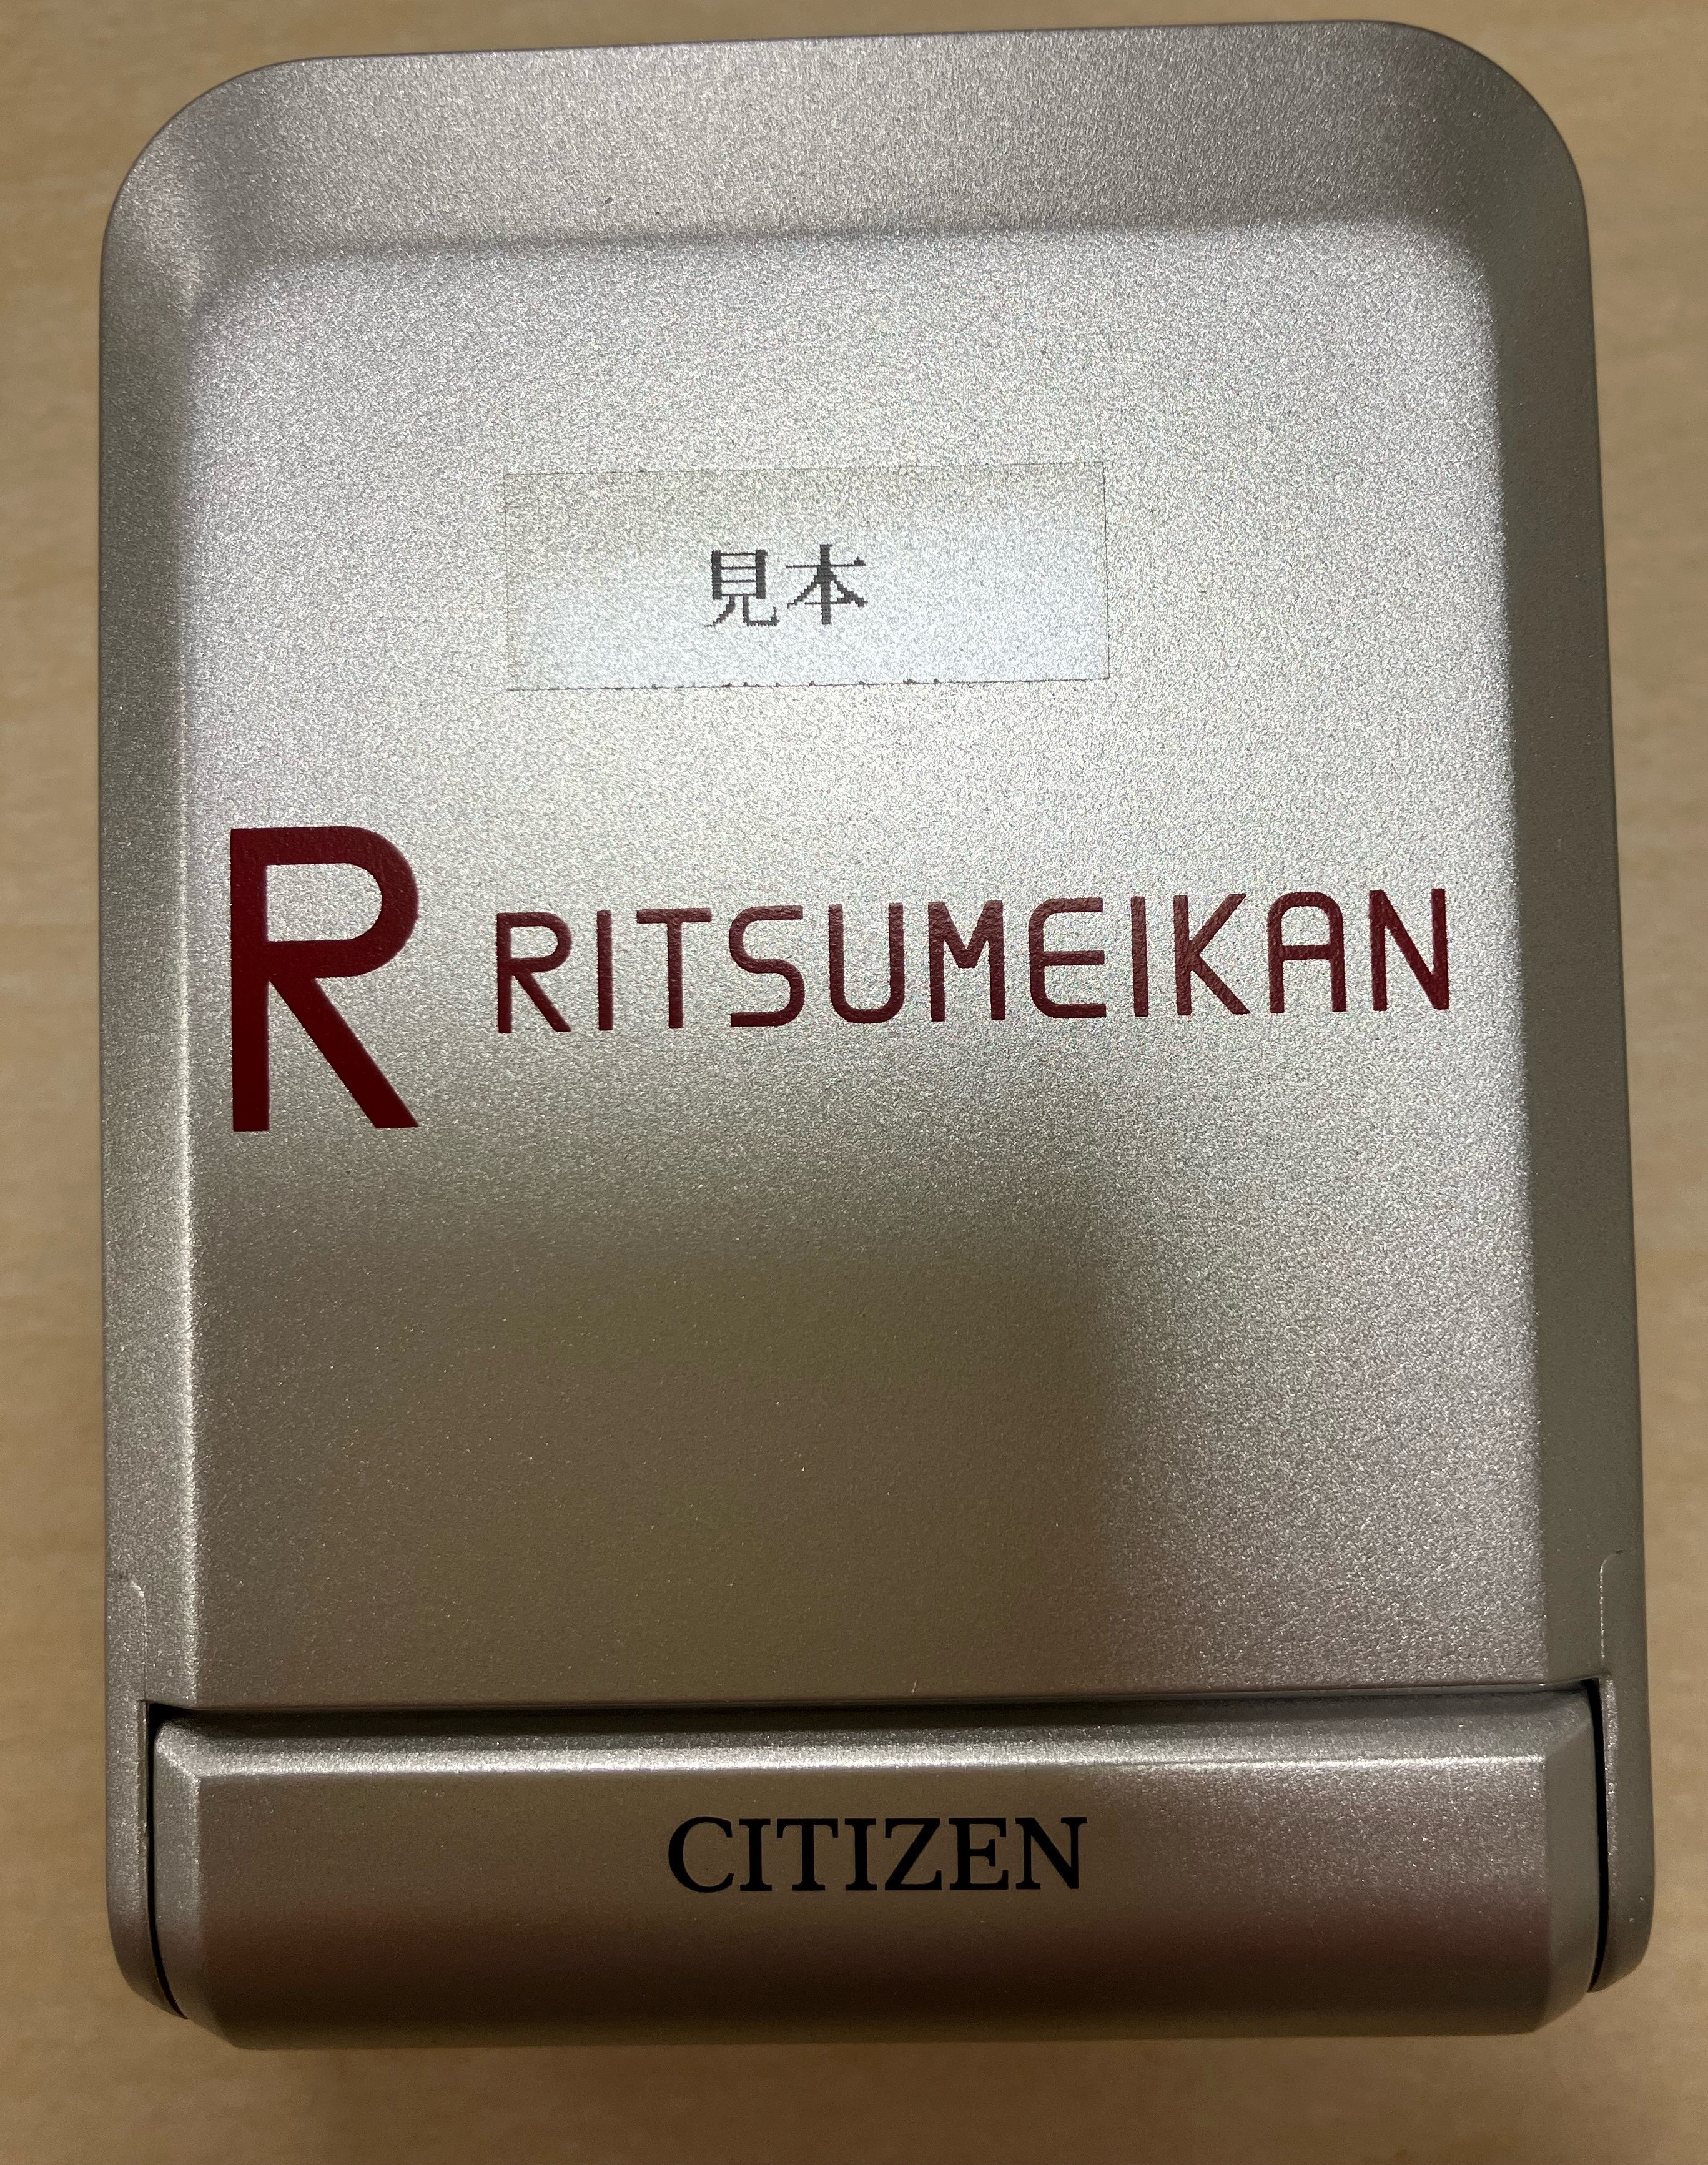 見本
R RITSUMEIKAN
CITIZEN